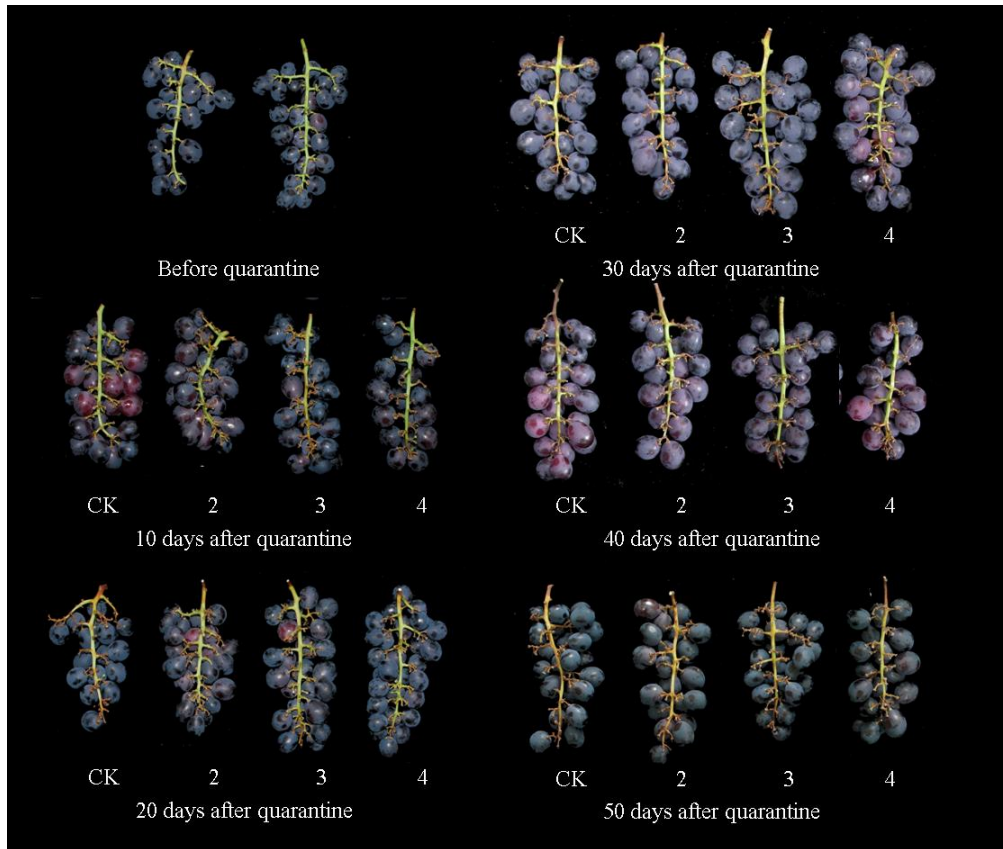 Before quarantine
CK 2 3 4
30 days after quarantine
CK 2 3 4
10 days after quarantine
CK 2 3 4
40 days after quarantine
CK 2 3 4
20 days after quarantine
CK 2 3 4
50 days after quarantine